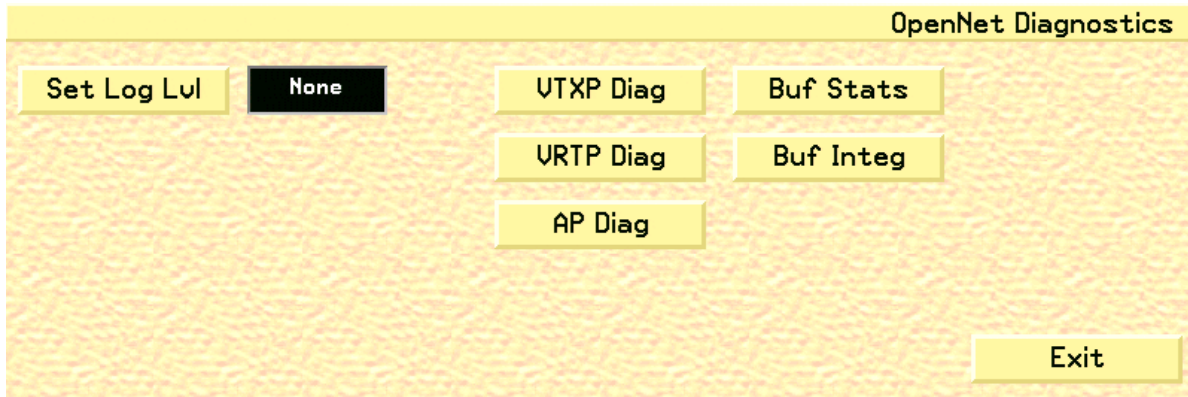 OpenNet Diagnostics
Set Log Lvl None VTXP Diag Buf Stats
VRTP Diag Buf Integ
AP Diag
Exit